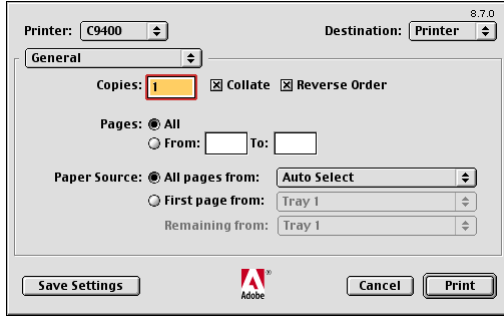 8.7.0
Printer: C9400 Destination: Printer
General
Copies: 1 Collate Reverse Order
Pages: All
From: To:
Paper Source: All pages from: Auto Select
First page from: Tray 1
Remaining from: Tray 1
Save Settings Adobe® Cancel Print